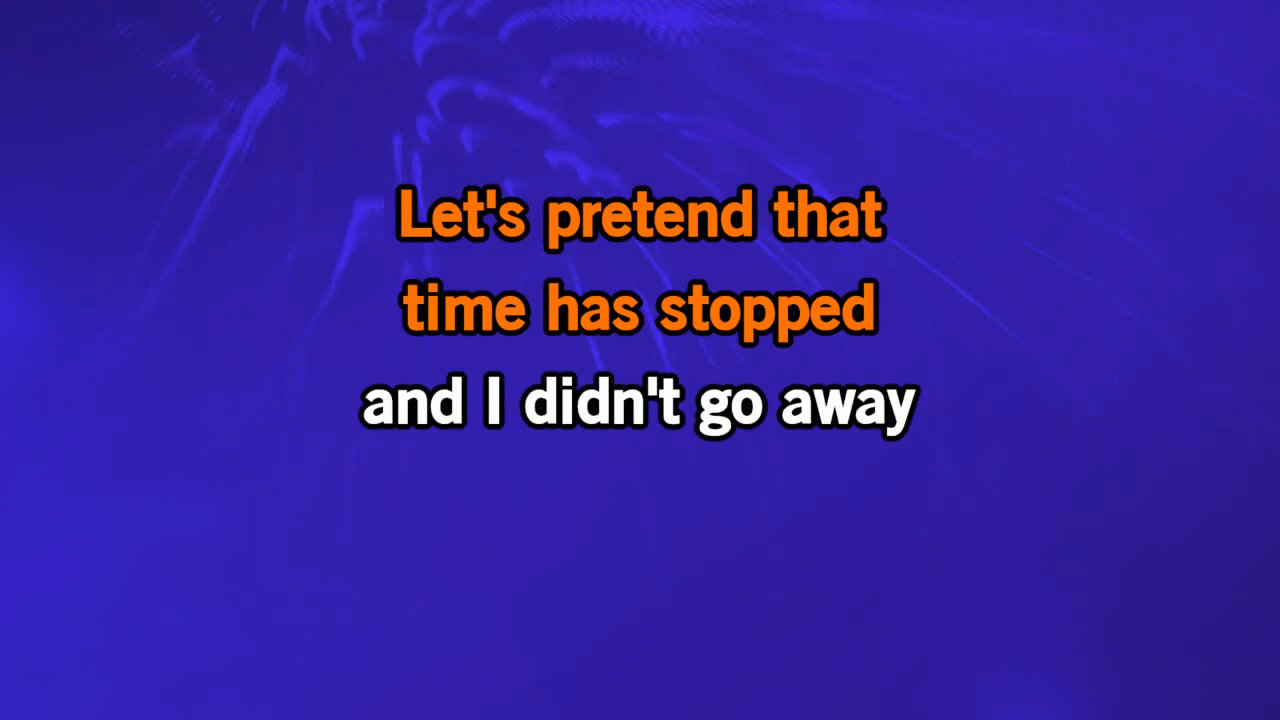 Let's pretend that
time has stopped
and I didn't go away